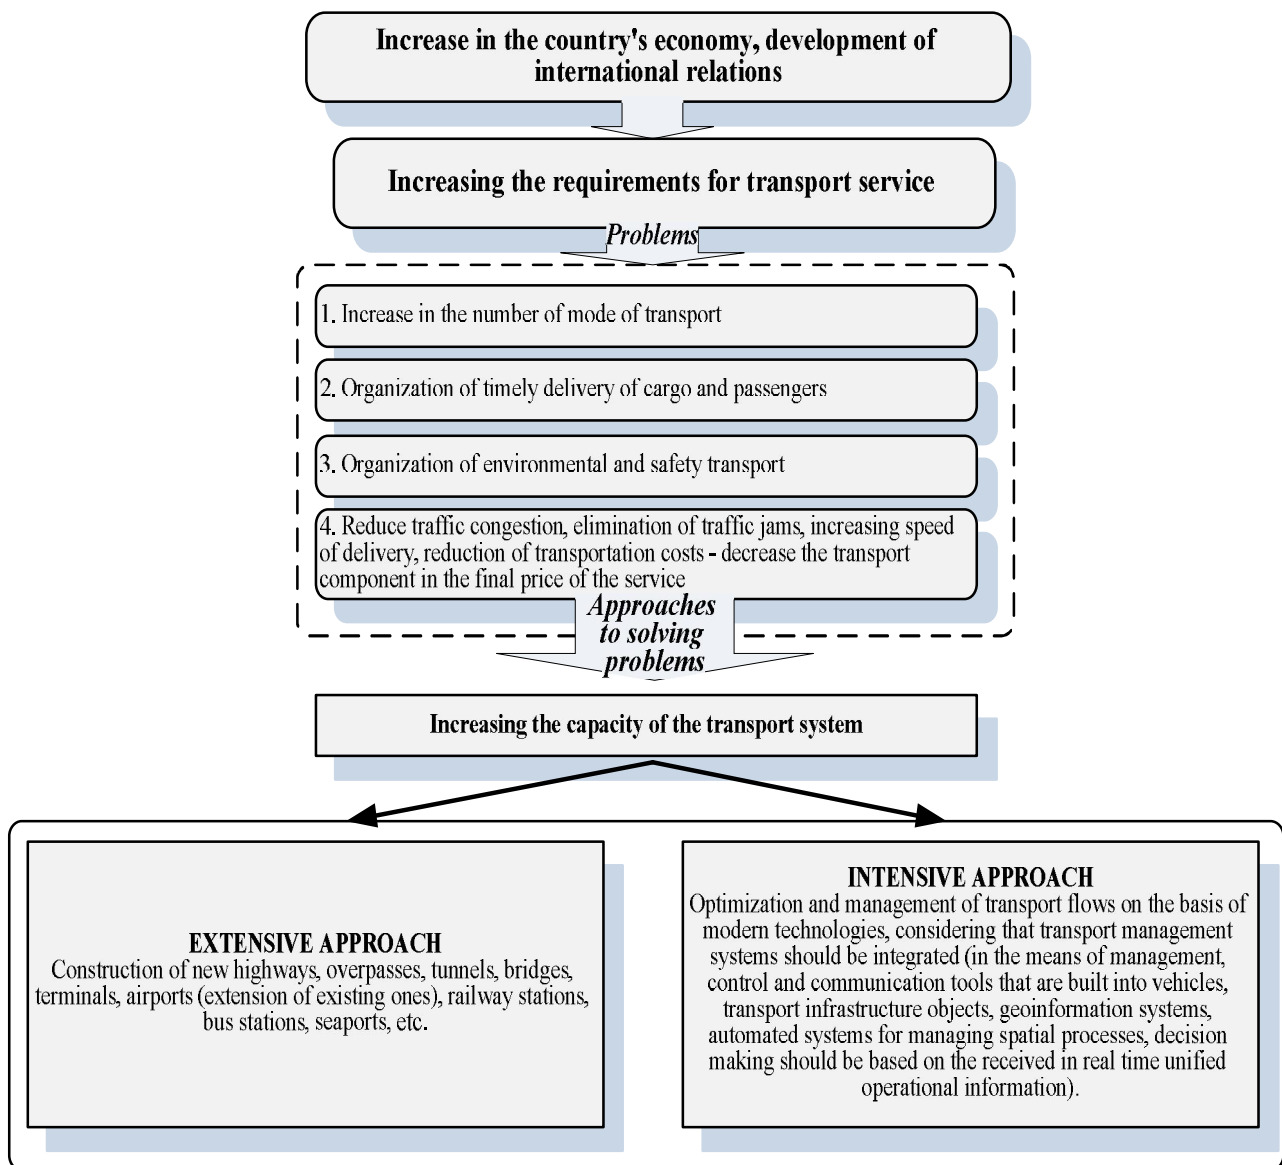 Increase in the country's economy, development of
international relations
Increasing the requirements for transport service
Problems
1. Increase in the number of mode of transport
2. Organization of timely delivery of cargo and passengers
3. Organization of environmental and safety transport
4. Reduce traffic congestion, elimination of traffic jams, increasing speed
of delivery, reduction of transportation costs - decrease the transport
component in the final price of the service
Approaches
to solving
problems
Increasing the capacity of the transport system
EXTENSIVE APPROACH
Construction of new highways, overpasses, tunnels, bridges,
terminals, airports (extension of existing ones), railway stations,
bus stations, seaports, etc.
INTENSIVE APPROACH
Optimization and management of transport flows on the basis of
modern technologies, considering that transport management
systems should be integrated (in the means of management,
control and communication tools that are built into vehicles,
transport infrastructure objects, geoinformation systems,
automated systems for managing spatial processes, decision
making should be based on the received in real time unified
operational information).